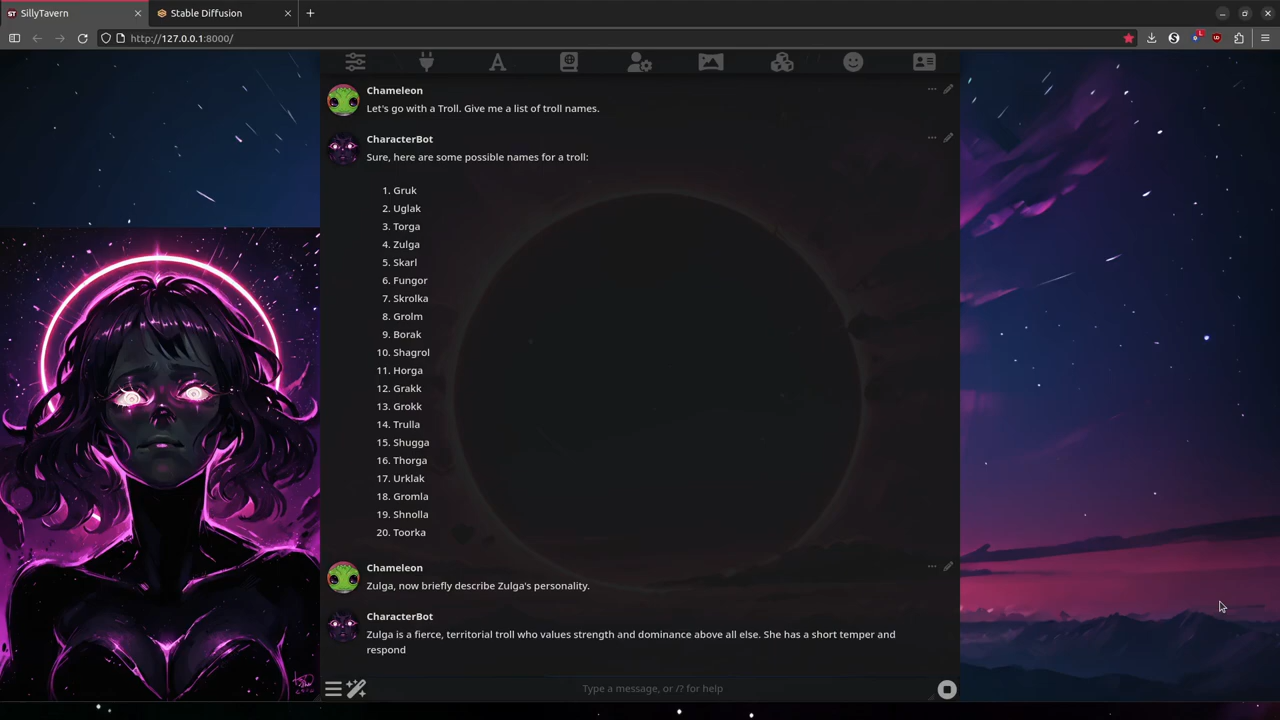 SillyTavern
Stable Diffusion
http://127.0.0.1:8000/
Chameleon
Let's go with a Troll. Give me a list of troll names.
CharacterBot
Sure, here are some possible names for a troll:
1. Gruk
2. Uglak
3. Torga
4. Zulga
5. Skarl
6. Fungor
7. Skrolka
8. Grolm
9. Borak
10. Shagrol
11. Horga
12. Grakk
13. Grokk
14. Trulla
15. Shugga
16. Thorga
17. Urklak
18. Gromla
19. Shnolla
20. Toorka
Chameleon
Zulga, now briefly describe Zulga's personality.
CharacterBot
Zulga is a fierce, territorial troll who values strength and dominance above all else. She has a short temper and
respond
Type a message, or /? for help